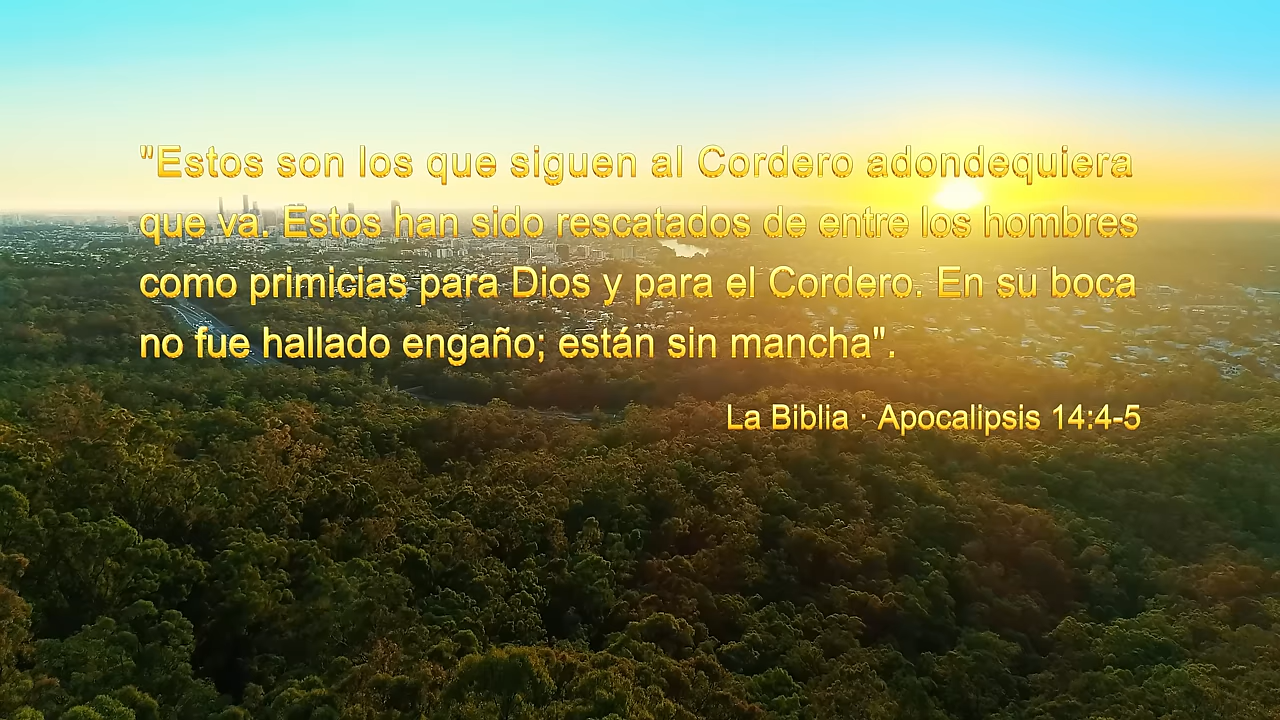 "Estos son los que siguen al Cordero adondequiera
que va. Estos han sido rescatados de entre los hombres
como primicias para Dios y para el Cordero. En su boca
no fue hallado engaño; están sin mancha".
La Biblia · Apocalipsis 14:4-5